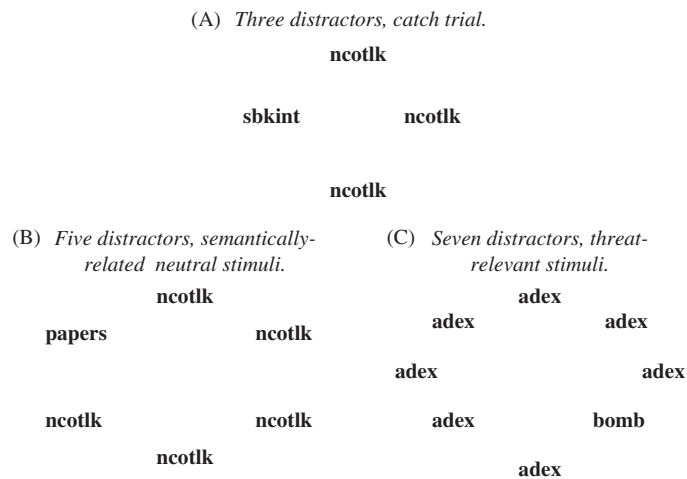 (A) Three distractors, catch trial.
ncotlk
sbkint ncotlk
ncotlk
(B) Five distractors, semantically-
related neutral stimuli.
ncotlk
papers ncotlk
ncotlk ncotlk
ncotlk
(C) Seven distractors, threat-
relevant stimuli.
adex
adex adex
adex adex
adex bomb
adex